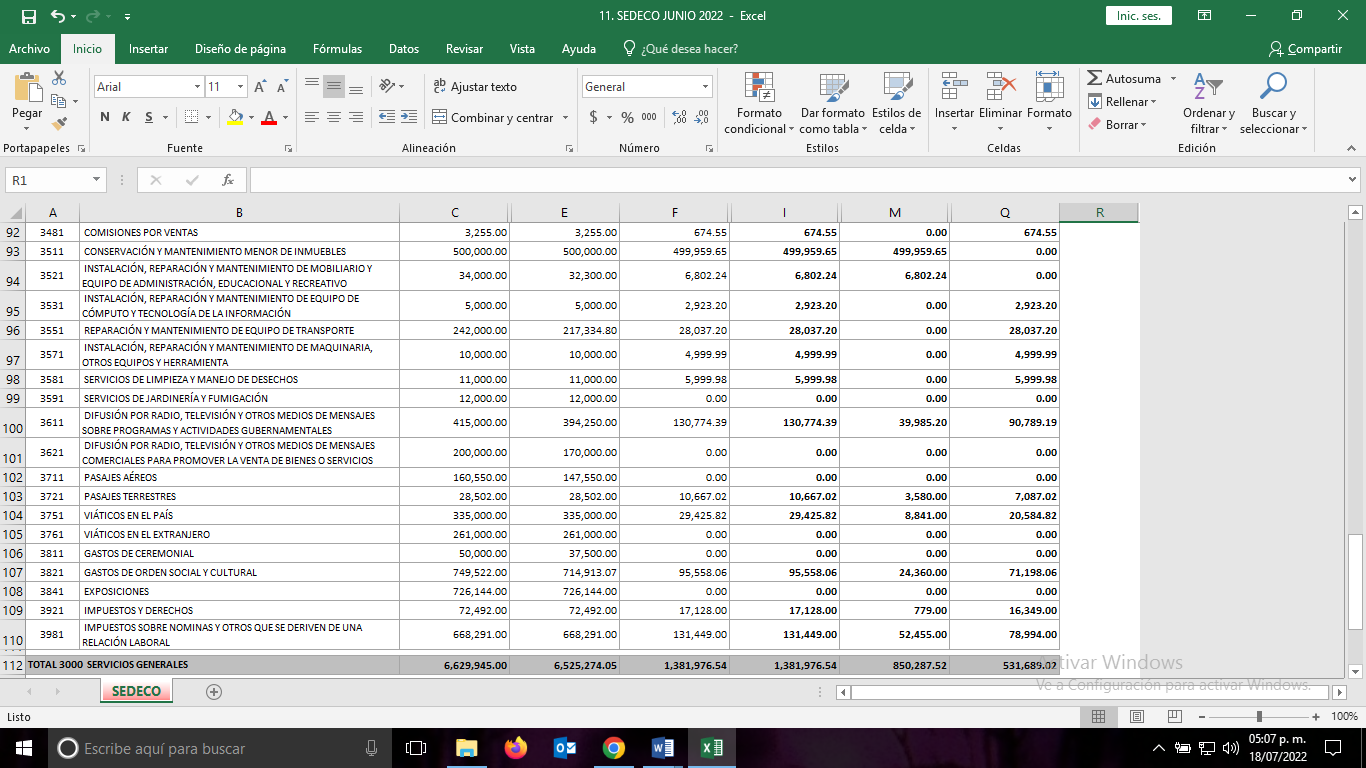 11. SEDECO JUNIO 2022 - Excel
Inic. ses.
Archivo Inicio Insertar Diseño de página Fórmulas Datos Revisar Vista Ayuda ¿Qué desea hacer? Compartir
Pegar
Arial 11
N K S
Ajustar texto
Combinar y centrar
General
$ % 000
Formato condicional
Dar formato como tabla
Estilos de celda
Insertar Eliminar Formato
Autosuma
Rellenar
Borrar
Ordenar y filtrar
Buscar y seleccionar
Portapapeles Fuente Alineación Número Estilos Celdas Edición
R1 fx
A B C E F I M Q R
92 3481 COMISIONES POR VENTAS 3,255.00 3,255.00 674.55 674.55 0.00 674.55
93 3511 CONSERVACIÓN Y MANTENIMIENTO MENOR DE INMUEBLES 500,000.00 500,000.00 499,959.65 499,959.65 499,959.65 0.00
94 3521 INSTALACIÓN, REPARACIÓN Y MANTENIMIENTO DE MOBILIARIO Y
EQUIPO DE ADMINISTRACIÓN, EDUCACIONAL Y RECREATIVO 34,000.00 32,300.00 6,802.24 6,802.24 6,802.24 0.00
95 3531 INSTALACIÓN, REPARACIÓN Y MANTENIMIENTO DE EQUIPO DE
CÓMPUTO Y TECNOLOGÍA DE LA INFORMACIÓN 5,000.00 5,000.00 2,923.20 2,923.20 0.00 2,923.20
96 3551 REPARACIÓN Y MANTENIMIENTO DE EQUIPO DE TRANSPORTE 242,000.00 217,334.80 28,037.20 28,037.20 0.00 28,037.20
97 3571 INSTALACIÓN, REPARACIÓN Y MANTENIMIENTO DE MAQUINARIA,
OTROS EQUIPOS Y HERRAMIENTA 10,000.00 10,000.00 4,999.99 4,999.99 0.00 4,999.99
98 3581 SERVICIOS DE LIMPIEZA Y MANEJO DE DESECHOS 11,000.00 11,000.00 5,999.98 5,999.98 0.00 5,999.98
99 3591 SERVICIOS DE JARDINERÍA Y FUMIGACIÓN 12,000.00 12,000.00 0.00 0.00 0.00 0.00
100 3611 DIFUSIÓN POR RADIO, TELEVISIÓN Y OTROS MEDIOS DE MENSAJES
SOBRE PROGRAMAS Y ACTIVIDADES GUBERNAMENTALES 415,000.00 394,250.00 130,774.39 130,774.39 39,985.20 90,789.19
101 3621 DIFUSIÓN POR RADIO, TELEVISIÓN Y OTROS MEDIOS DE MENSAJES
COMERCIALES PARA PROMOVER LA VENTA DE BIENES O SERVICIOS 200,000.00 170,000.00 0.00 0.00 0.00 0.00
102 3711 PASAJES AÉREOS 160,550.00 147,550.00 0.00 0.00 0.00 0.00
103 3721 PASAJES TERRESTRES 28,502.00 28,502.00 10,667.02 10,667.02 3,580.00 7,087.02
104 3751 VIÁTICOS EN EL PAÍS 335,000.00 335,000.00 29,425.82 29,425.82 8,841.00 20,584.82
105 3761 VIÁTICOS EN EL EXTRANJERO 261,000.00 261,000.00 0.00 0.00 0.00 0.00
106 3811 GASTOS DE CEREMONIAL 50,000.00 37,500.00 0.00 0.00 0.00 0.00
107 3821 GASTOS DE ORDEN SOCIAL Y CULTURAL 749,522.00 714,913.07 95,558.06 95,558.06 24,360.00 71,198.06
108 3841 EXPOSICIONES 726,144.00 726,144.00 0.00 0.00 0.00 0.00
109 3921 IMPUESTOS Y DERECHOS 72,492.00 72,492.00 17,128.00 17,128.00 779.00 16,349.00
110 3981 IMPUESTOS SOBRE NOMINAS Y OTROS QUE SE DERIVEN DE UNA
RELACIÓN LABORAL 668,291.00 668,291.00 131,449.00 131,449.00 52,455.00 78,994.00
112 TOTAL 3000 SERVICIOS GENERALES 6,629,945.00 6,525,274.05 1,381,976.54 1,381,976.54 850,287.52 531,689.02
Activar Windows
Ve a Configuración para activar Windows.
SEDECO
Listo 100%
Escribe aquí para buscar
05:07 p. m.
18/07/2022